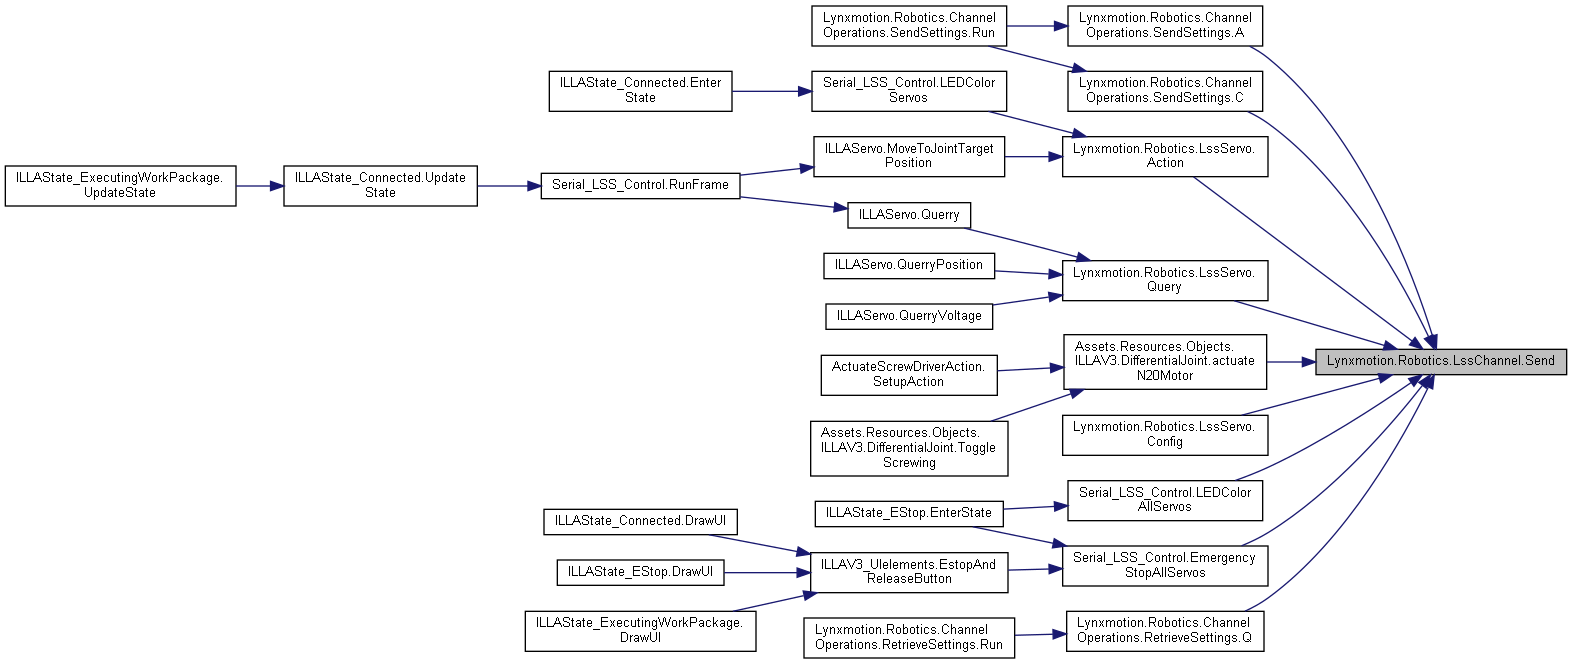 Lynxmotion.Robotics.Channel
Operations.SendSettings.Run
Lynxmotion.Robotics.Channel
Operations.SendSettings.A
ILLAState_Connected.Enter
State
Serial_LSS_Control.LEDColor
Servos
Lynxmotion.Robotics.Channel
Operations.SendSettings.C
ILLAState_ExecutingWorkPackage.
UpdateState
ILLAState_Connected.Update
State
Serial_LSS_Control.RunFrame
ILLAServo.MoveToJointTarget
Position
Lynxmotion.Robotics.LssServo.
Action
ILLAServo.Querry
ILLAServo.QuerryPosition
Lynxmotion.Robotics.LssServo.
Query
ILLAServo.QuerryVoltage
ActuateScrewDriverAction.
SetupAction
Assets.Resources.Objects.
ILLAV3.DifferentialJoint.actuate
N20Motor
Lynxmotion.Robotics.LssChannel.Send
Assets.Resources.Objects.
ILLAV3.DifferentialJoint.Toggle
Screwing
Lynxmotion.Robotics.LssServo.
Config
ILLAState_EStop.EnterState
Serial_LSS_Control.LEDColor
AllServos
ILLAState_Connected.DrawUI
ILLAState_EStop.DrawUI
ILLAV3_UIelements.EstopAnd
ReleaseButton
Serial_LSS_Control.Emergency
StopAllServos
ILLAState_ExecutingWorkPackage.
DrawUI
Lynxmotion.Robotics.Channel
Operations.RetrieveSettings.Run
Lynxmotion.Robotics.Channel
Operations.RetrieveSettings.Q